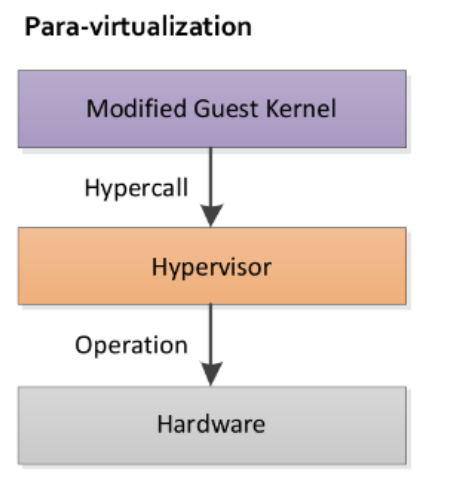 Para-virtualization
Modified Guest Kernel
Hypercall
Hypervisor
Operation
Hardware